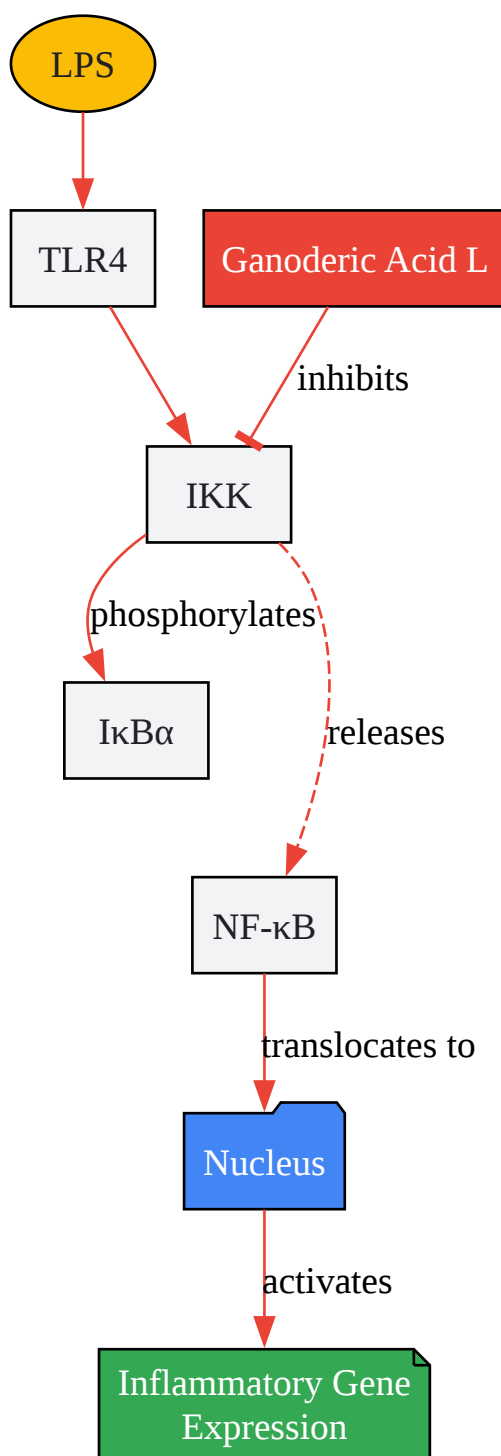 LPS
TLR4
Ganoderic Acid L
inhibits
IKK
phosphorylates
IκBα
releases
NF-κB
translocates to
Nucleus
activates
Inflammatory Gene
Expression